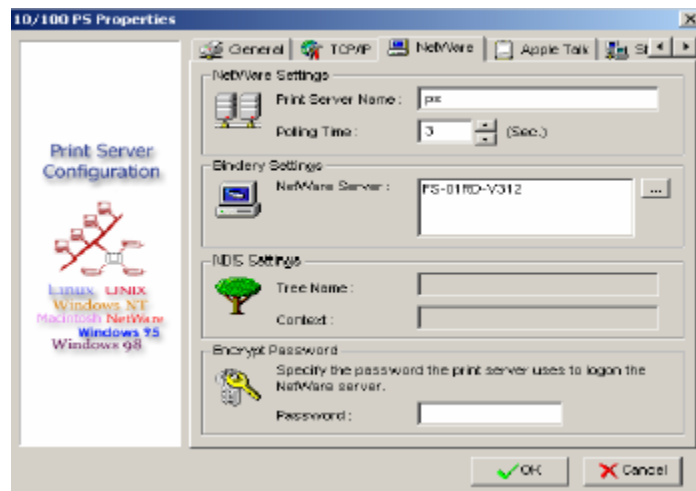 10/100 PS Properties
General
TCP/IP
NetWare
Apple Talk
NetWare Settings
Print Server Name :
ps
Polling Time :
3
(Sec.)
Bindery Settings
NetWare Server :
FS-01RD-V312
...
NDS Settings
Tree Name :
Context :
Encrypt Password
Specify the password the print server uses to logon the
NetWare server.
Password :
Print Server
Configuration
Linux UNIX
Windows NT
Macintosh NetWare
Windows 95
Windows 98
OK
Cancel